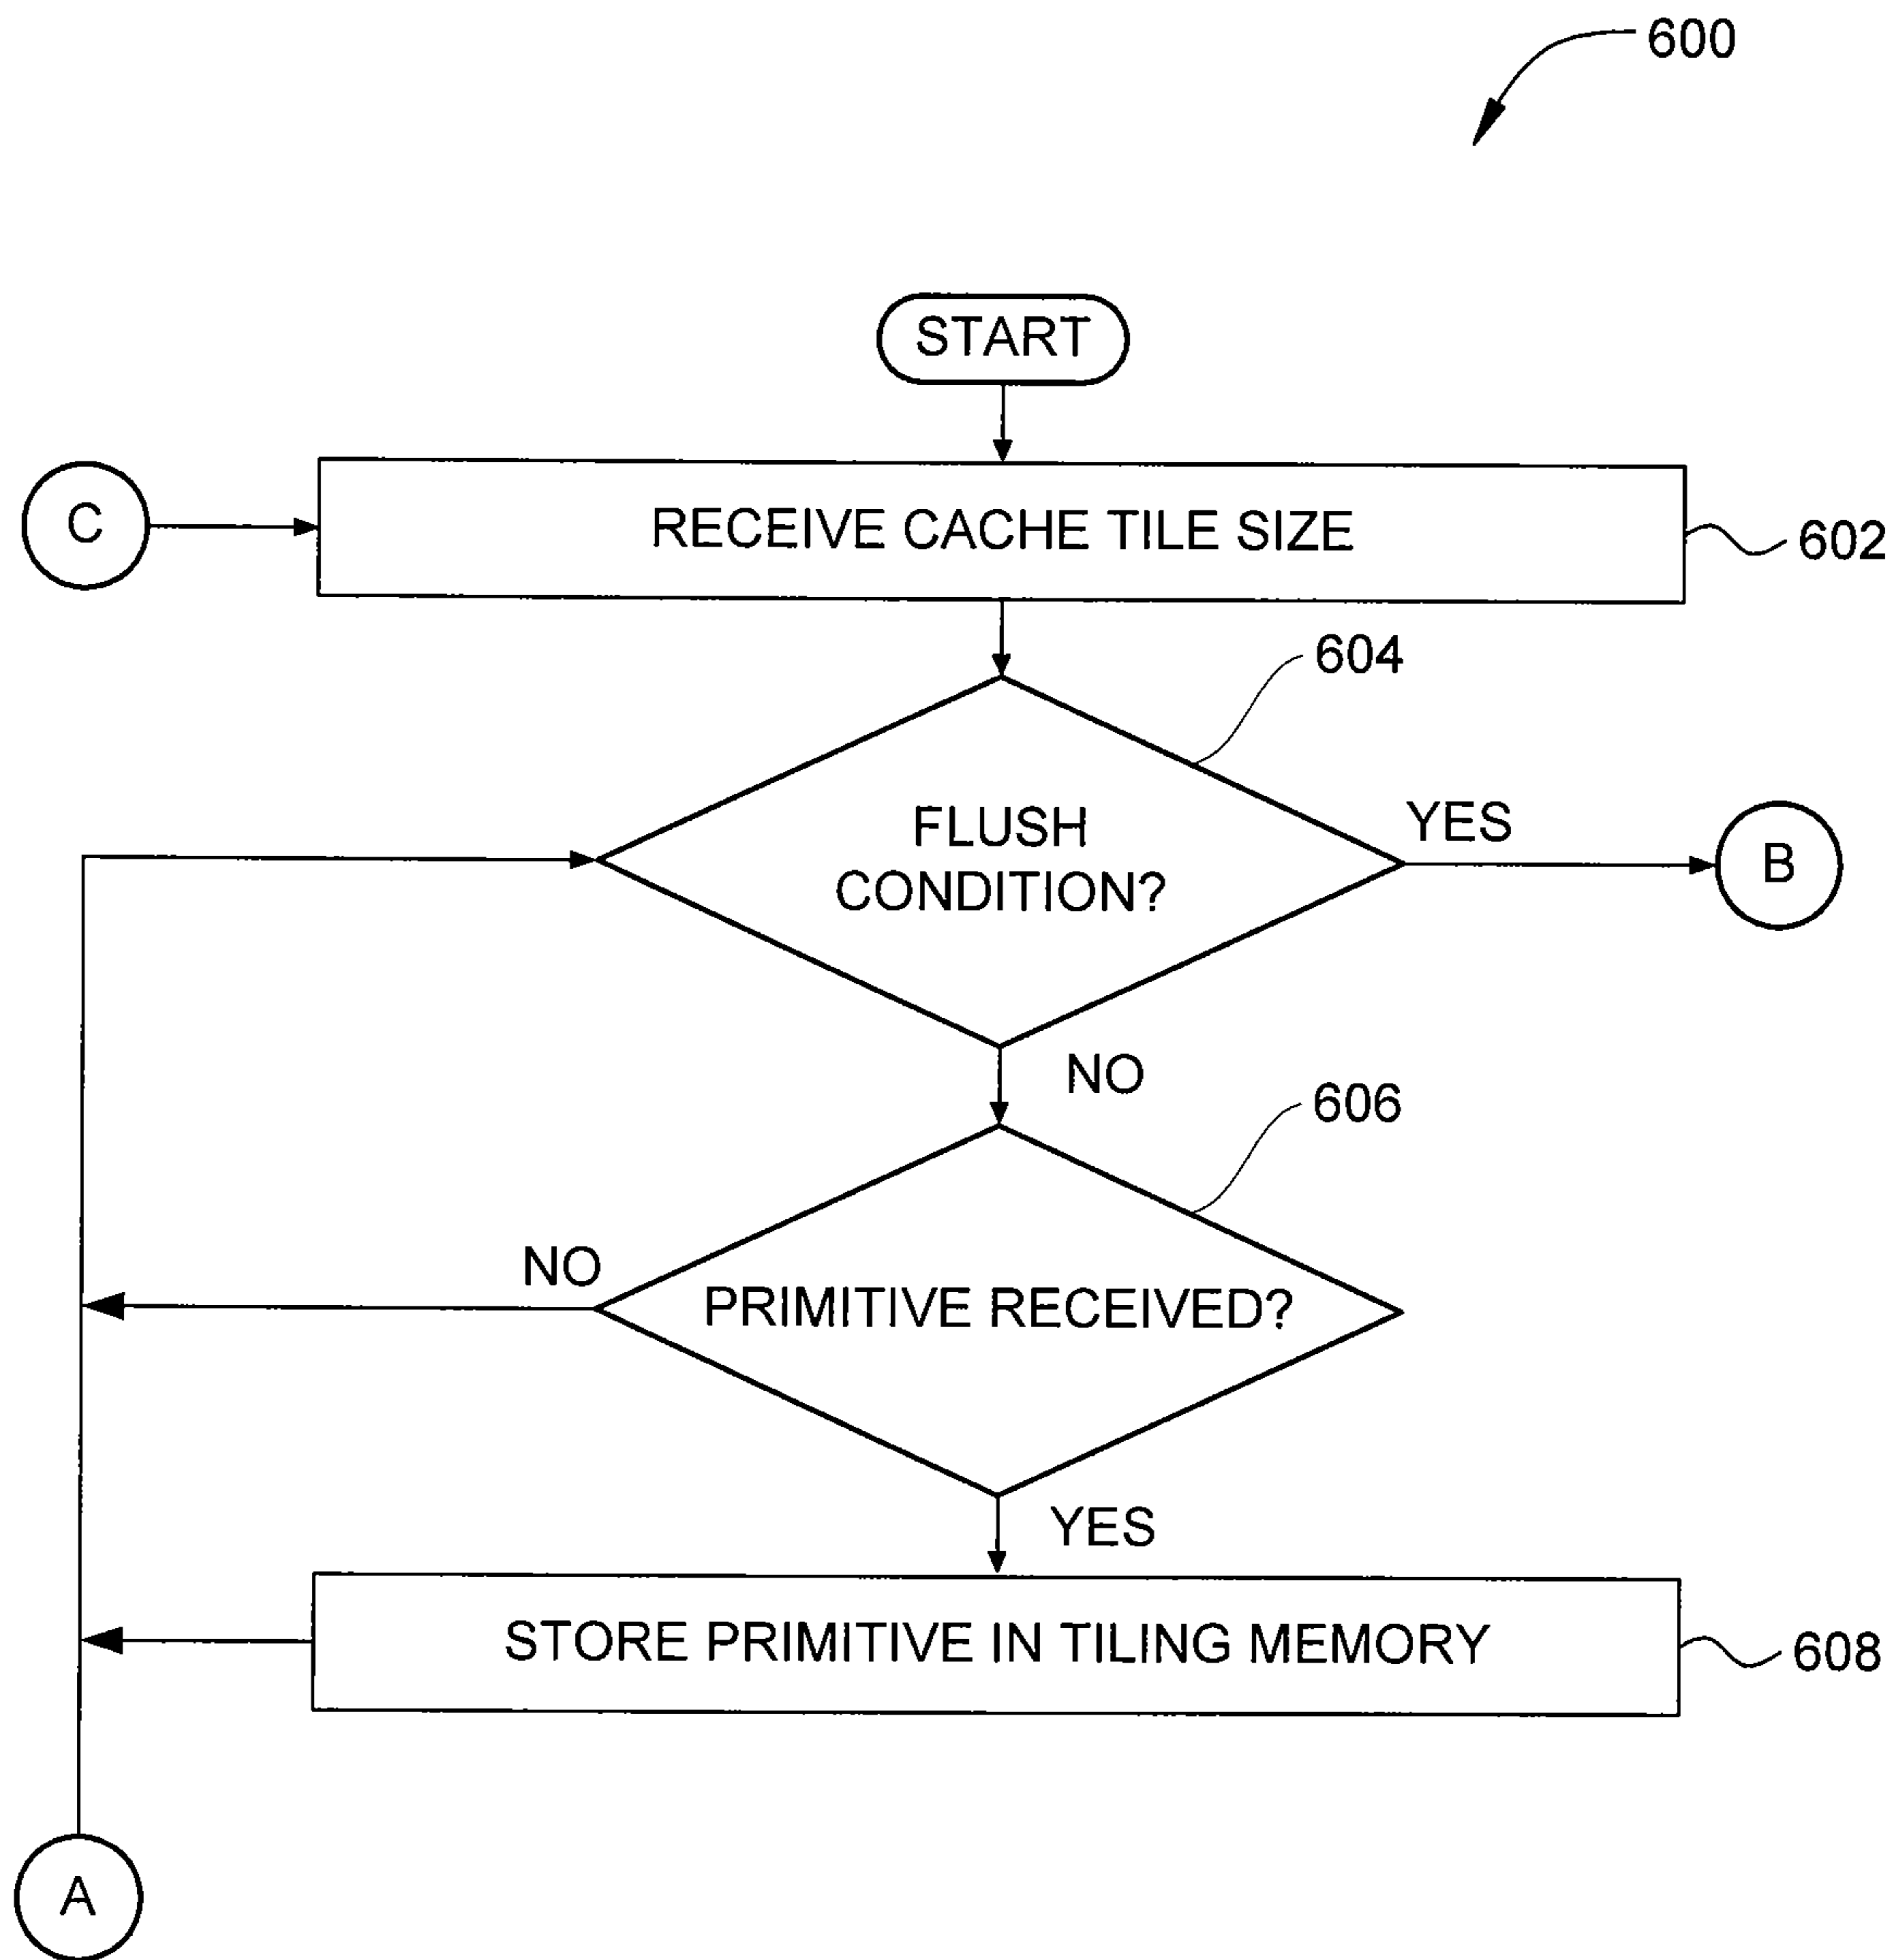 600
START
C
RECEIVE CACHE TILE SIZE
602
604
FLUSH
CONDITION?
YES
B
NO
606
NO
PRIMITIVE RECEIVED?
YES
STORE PRIMITIVE IN TILING MEMORY
608
A